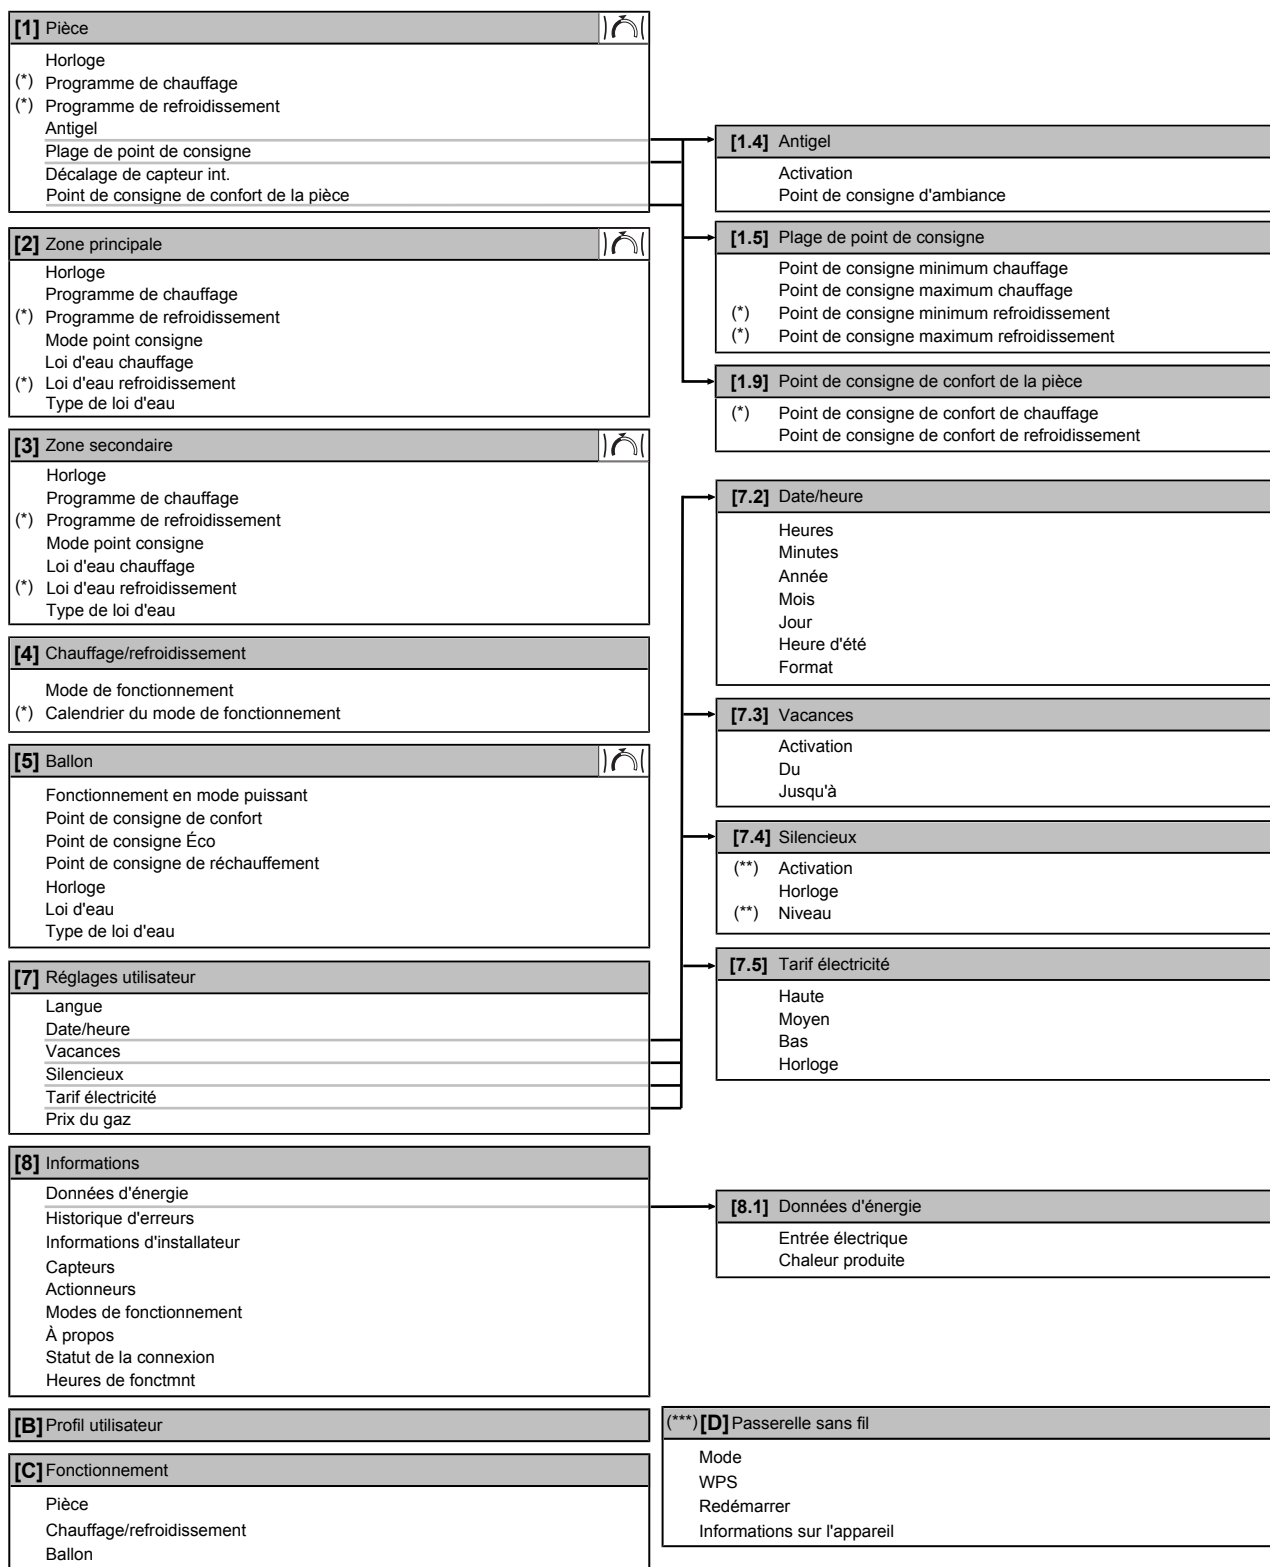 [1] Pièce
Horloge
(*) Programme de chauffage
(*) Programme de refroidissement
Antigel
Plage de point de consigne
Décalage de capteur int.
Point de consigne de confort de la pièce
[2] Zone principale
Horloge
Programme de chauffage
(*) Programme de refroidissement
Mode point consigne
Loi d'eau chauffage
(*) Loi d'eau refroidissement
Type de loi d'eau
[3] Zone secondaire
Horloge
Programme de chauffage
(*) Programme de refroidissement
Mode point consigne
Loi d'eau chauffage
(*) Loi d'eau refroidissement
Type de loi d'eau
[4] Chauffage/refroidissement
Mode de fonctionnement
(*) Calendrier du mode de fonctionnement
[5] Ballon
Fonctionnement en mode puissant
Point de consigne de confort
Point de consigne Éco
Point de consigne de réchauffement
Horloge
Loi d'eau
Type de loi d'eau
[7] Réglages utilisateur
Langue
Date/heure
Vacances
Silencieux
Tarif électricité
Prix du gaz
[8] Informations
Données d'énergie
Historique d'erreurs
Informations d'installateur
Capteurs
Actionneurs
Modes de fonctionnement
À propos
Statut de la connexion
Heures de fonctmnt
[B] Profil utilisateur
[C] Fonctionnement
Pièce
Chauffage/refroidissement
Ballon
[1.4] Antigel
Activation
Point de consigne d'ambiance
[1.5] Plage de point de consigne
Point de consigne minimum chauffage
Point de consigne maximum chauffage
(*) Point de consigne minimum refroidissement
(*) Point de consigne maximum refroidissement
[1.9] Point de consigne de confort de la pièce
(*) Point de consigne de confort de chauffage
Point de consigne de confort de refroidissement
[7.2] Date/heure
Heures
Minutes
Année
Mois
Jour
Heure d'été
Format
[7.3] Vacances
Activation
Du
Jusqu'à
[7.4] Silencieux
(**) Activation
Horloge
(**) Niveau
[7.5] Tarif électricité
Haute
Moyen
Bas
Horloge
[8.1] Données d'énergie
Entrée électrique
Chaleur produite
(***) [D] Passerelle sans fil
Mode
WPS
Redémarrer
Informations sur l'appareil